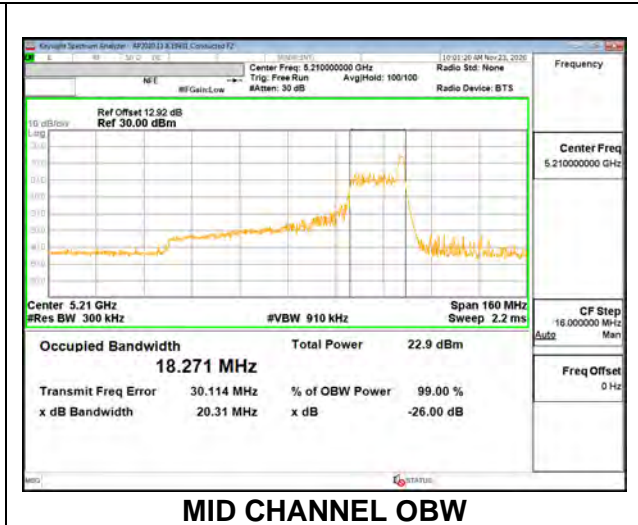 Keysight Spectrum Analyzer
SENSE:INT
10:01:20 AM Nov 23, 2020
Center Freq: 5.210000000 GHz
Radio Std: None
Frequency
NFE
Trig: Free Run
Avg|Hold: 100/100
#IFGain:Low
#Atten: 30 dB
Radio Device: BTS
Ref Offset 12.92 dB
10 dB/div
Ref 30.00 dBm
Log
Center Freq
5.210000000 GHz
Center 5.21 GHz
Span 160 MHz
#Res BW 300 kHz
#VBW 910 kHz
Sweep 2.2 ms
CF Step
16.000000 MHz
Auto Man
Occupied Bandwidth
Total Power
22.9 dBm
18.271 MHz
Freq Offset
0 Hz
Transmit Freq Error
30.114 MHz
% of OBW Power
99.00 %
x dB Bandwidth
20.31 MHz
x dB
-26.00 dB
MSG
STATUS
MID CHANNEL OBW